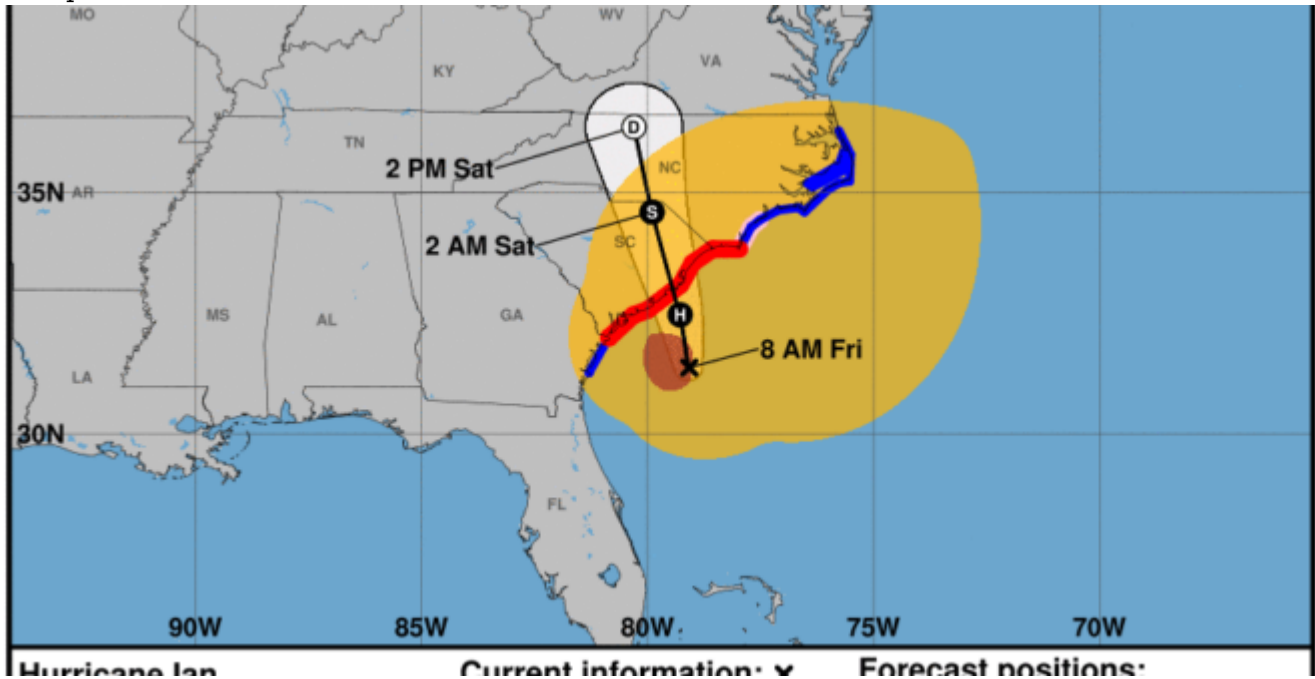 MO
WV
KY
VA
TN
D
2 PM Sat
NC
35N
AR
S
2 AM Sat
SC
MS
AL
GA
H
8 AM Fri
LA
30N
FL
90W
85W
80W
75W
70W
Hurricane Ian
Current information: x
Forecast positions: